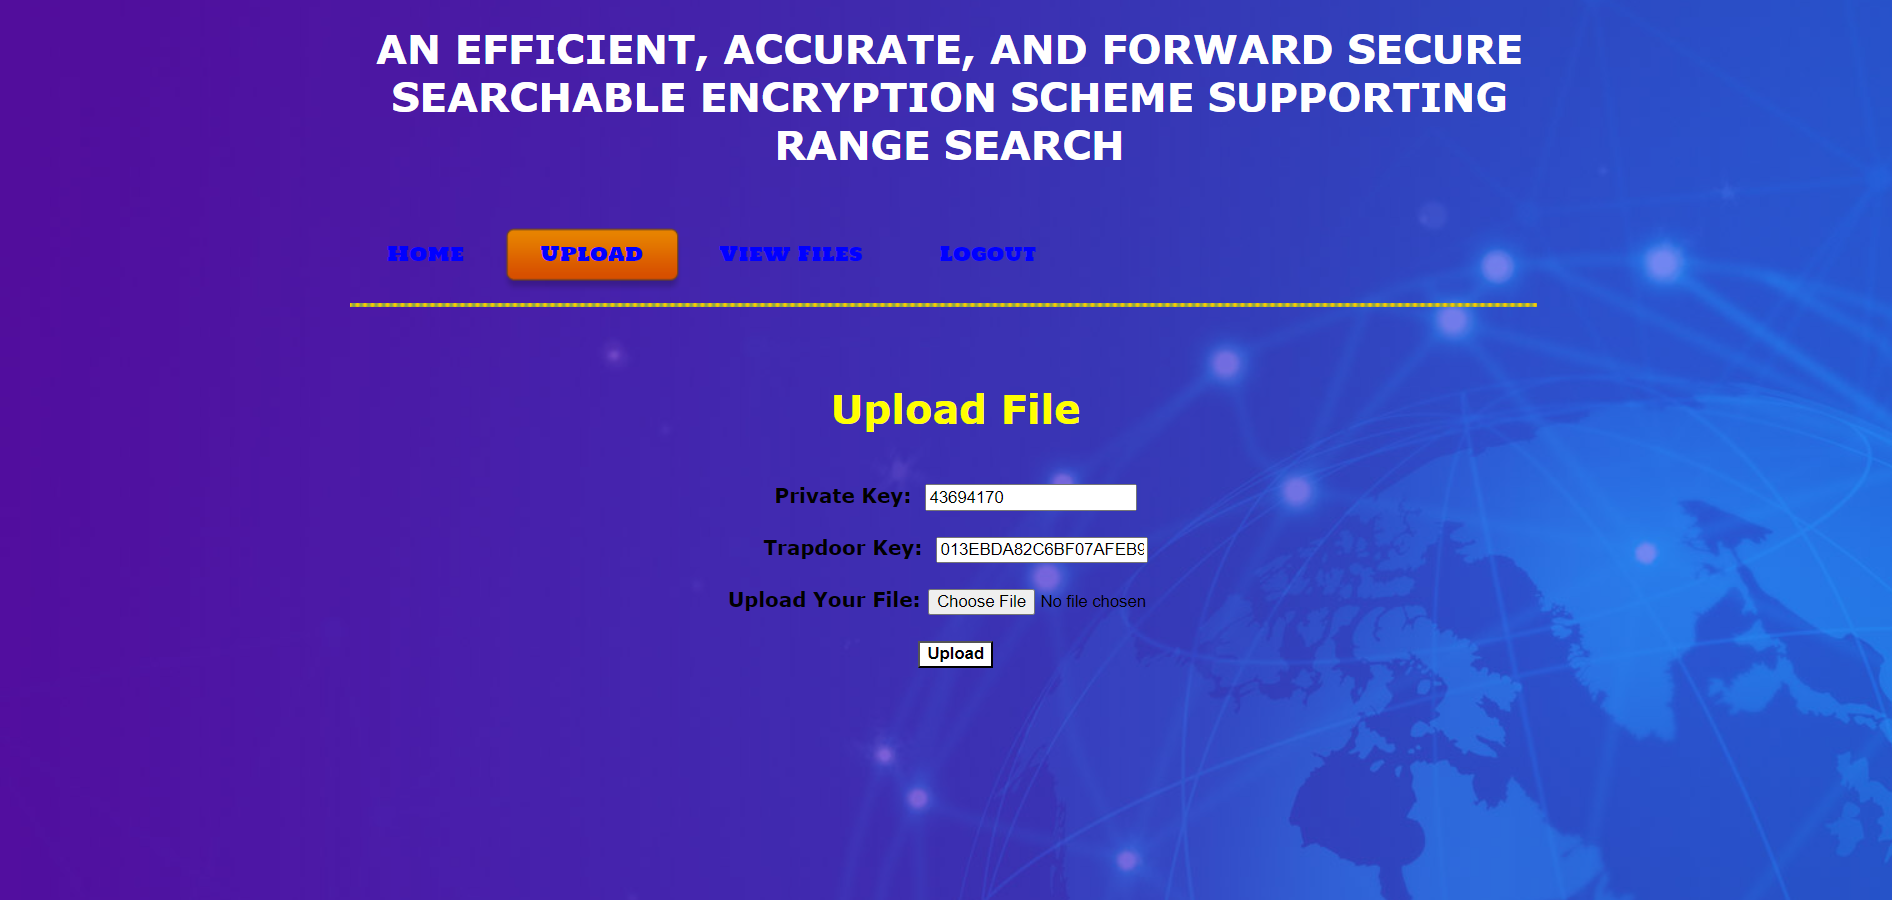 AN EFFICIENT, ACCURATE, AND FORWARD SECURE
SEARCHABLE ENCRYPTION SCHEME SUPPORTING
RANGE SEARCH
Home Upload View Files Logout
Upload File
Private Key: 43694170
Trapdoor Key: 013EBDA82C6BF07AFEB9
Upload Your File: Choose File No file chosen
Upload